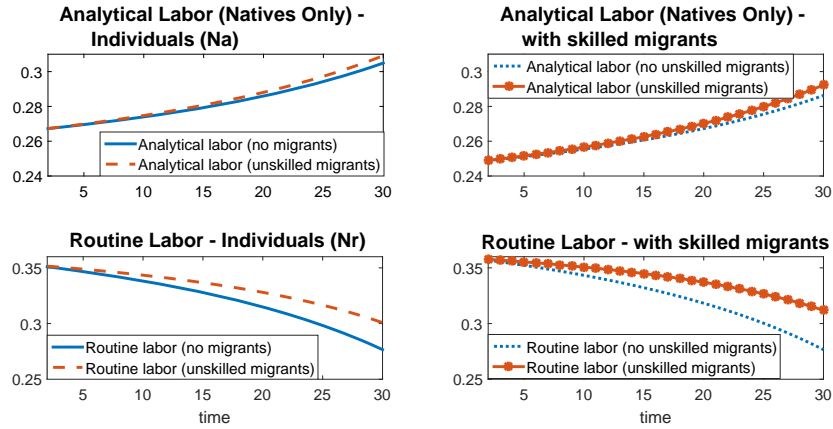 Analytical Labor (Natives Only) -
Individuals (Na)
0.3
0.28
0.26
0.24
Analytical labor (no migrants)
Analytical labor (unskilled migrants)
5 10 15 20 25 30
Analytical Labor (Natives Only) -
with skilled migrants
0.3
0.28
0.26
0.24
Analytical labor (no unskilled migrants)
Analytical labor (unskilled migrants)
5 10 15 20 25 30
Routine Labor - Individuals (Nr)
0.35
0.3
0.25
Routine labor (no migrants)
Routine labor (unskilled migrants)
5 10 15 20 25 30
time
Routine Labor - with skilled migrants
0.35
0.3
0.25
Routine labor (no unskilled migrants)
Routine labor (unskilled migrants)
5 10 15 20 25 30
time